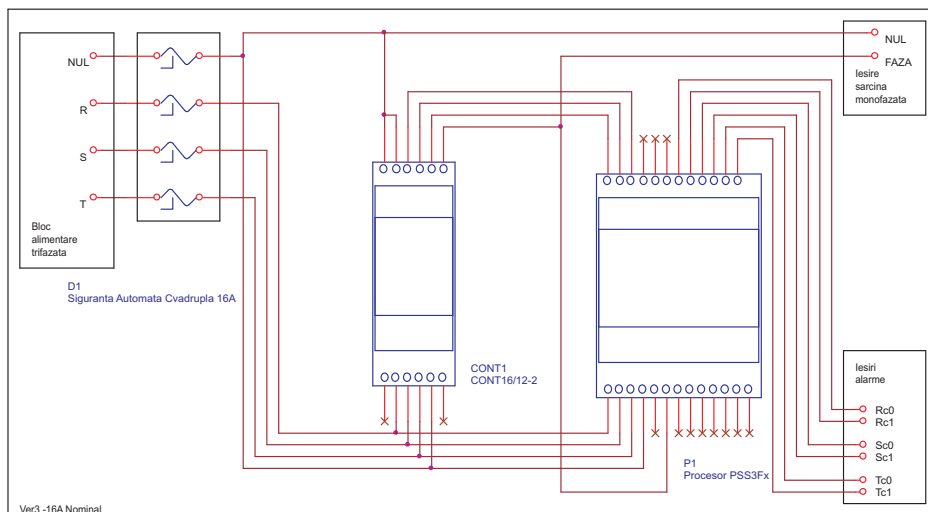 NUL
R
S
T
Bloc
alimentare
trifazata
D1
Siguranta Automata Cvadrupla 16A
CONT1
CONT16/12-2
P1
Procesor PSS3Fx
NUL
FAZA
Iesire
sarcina
monofazata
Iesiri
alarme
Rc0
Rc1
Sc0
Sc1
Tc0
Tc1
Ver3 -16A Nominal